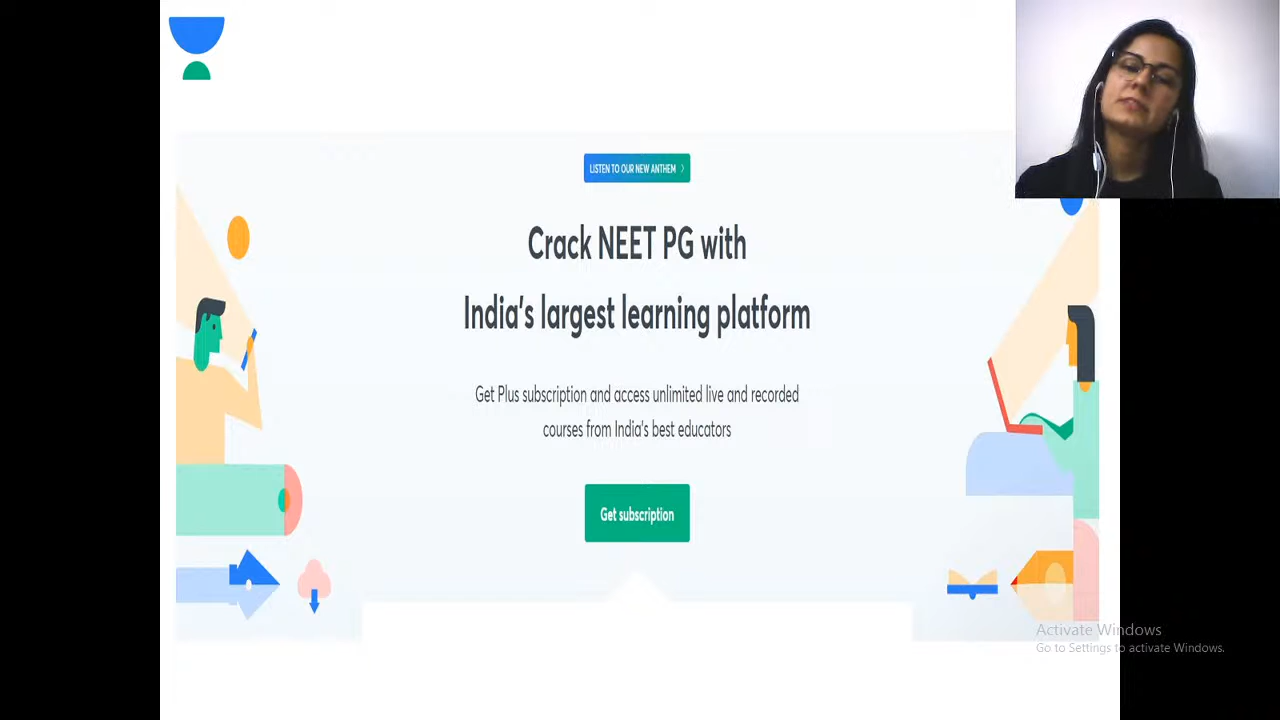 LISTEN TO OUR NEW ANTHEM >
Crack NEET PG with
India's largest learning platform
Get Plus subscription and access unlimited live and recorded
courses from India's best educators
Get subscription
Activate Windows
Go to Settings to activate Windows.